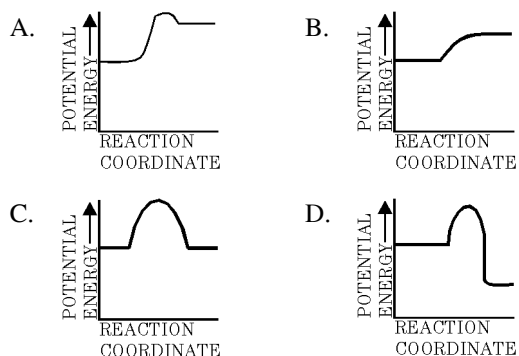 A.
POTENTIAL
ENERGY
REACTION
COORDINATE
B.
POTENTIAL
ENERGY
REACTION
COORDINATE
C.
POTENTIAL
ENERGY
REACTION
COORDINATE
D.
POTENTIAL
ENERGY
REACTION
COORDINATE